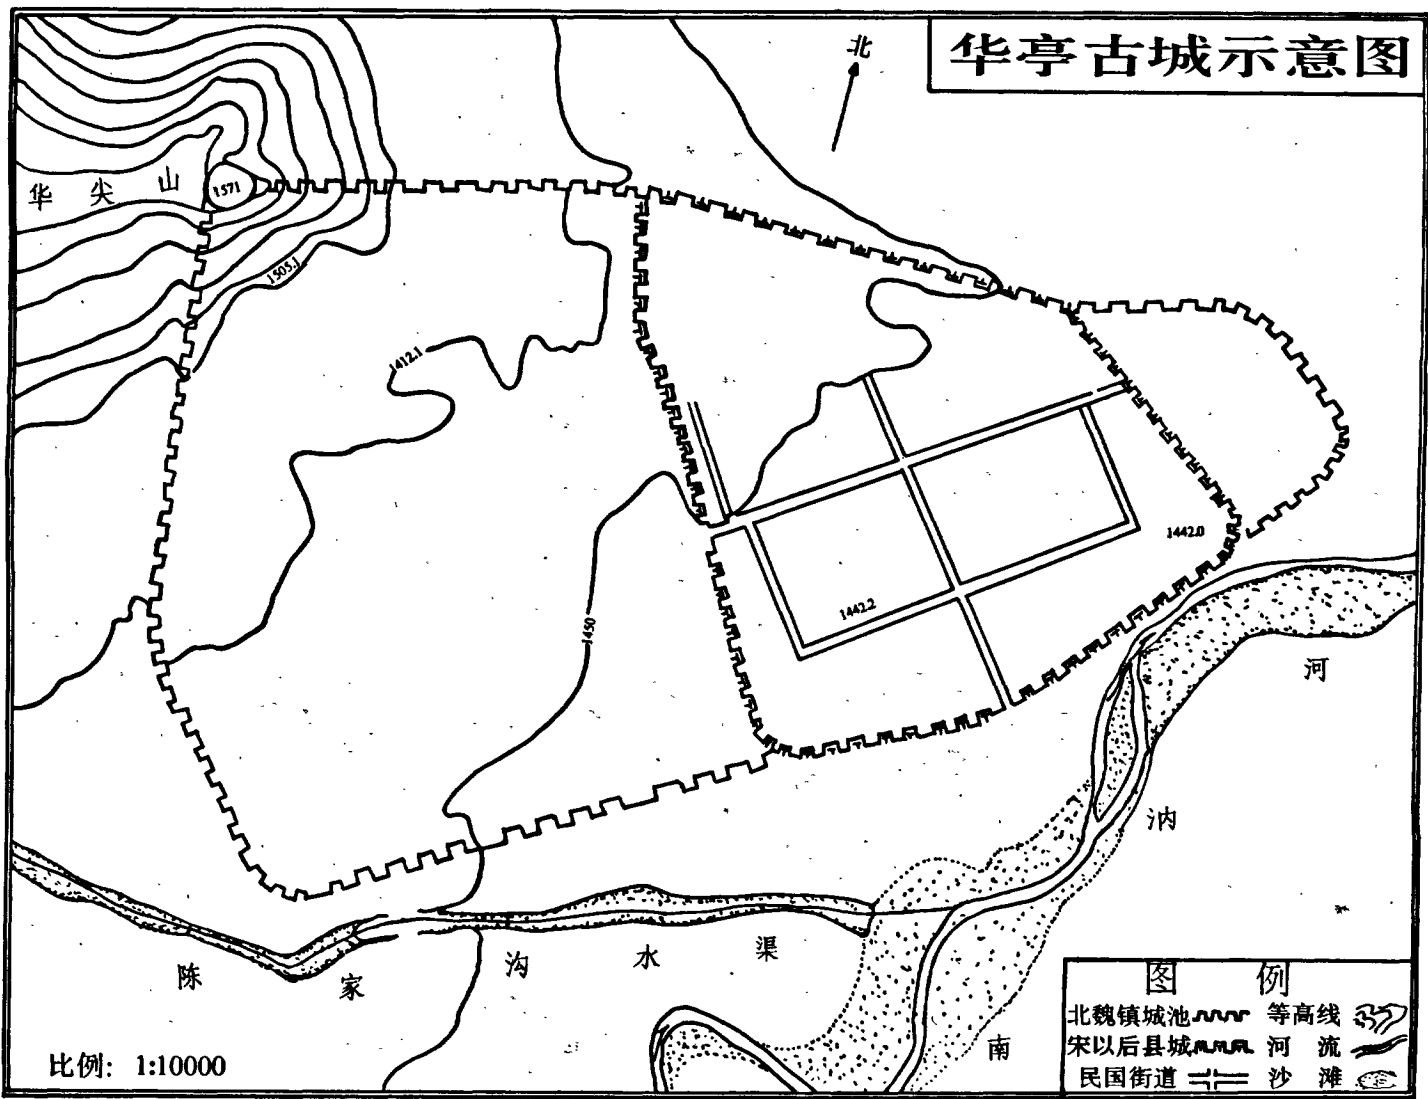 华亭古城示意图
北
华尖山
1571
1505.1
1412.1
1450
1442.0
1442.2
河
汭
南
陈家沟水渠
图例
北魏镇城池 等高线
宋以后县城 河流
民国街道 沙滩
比例: 1:10000